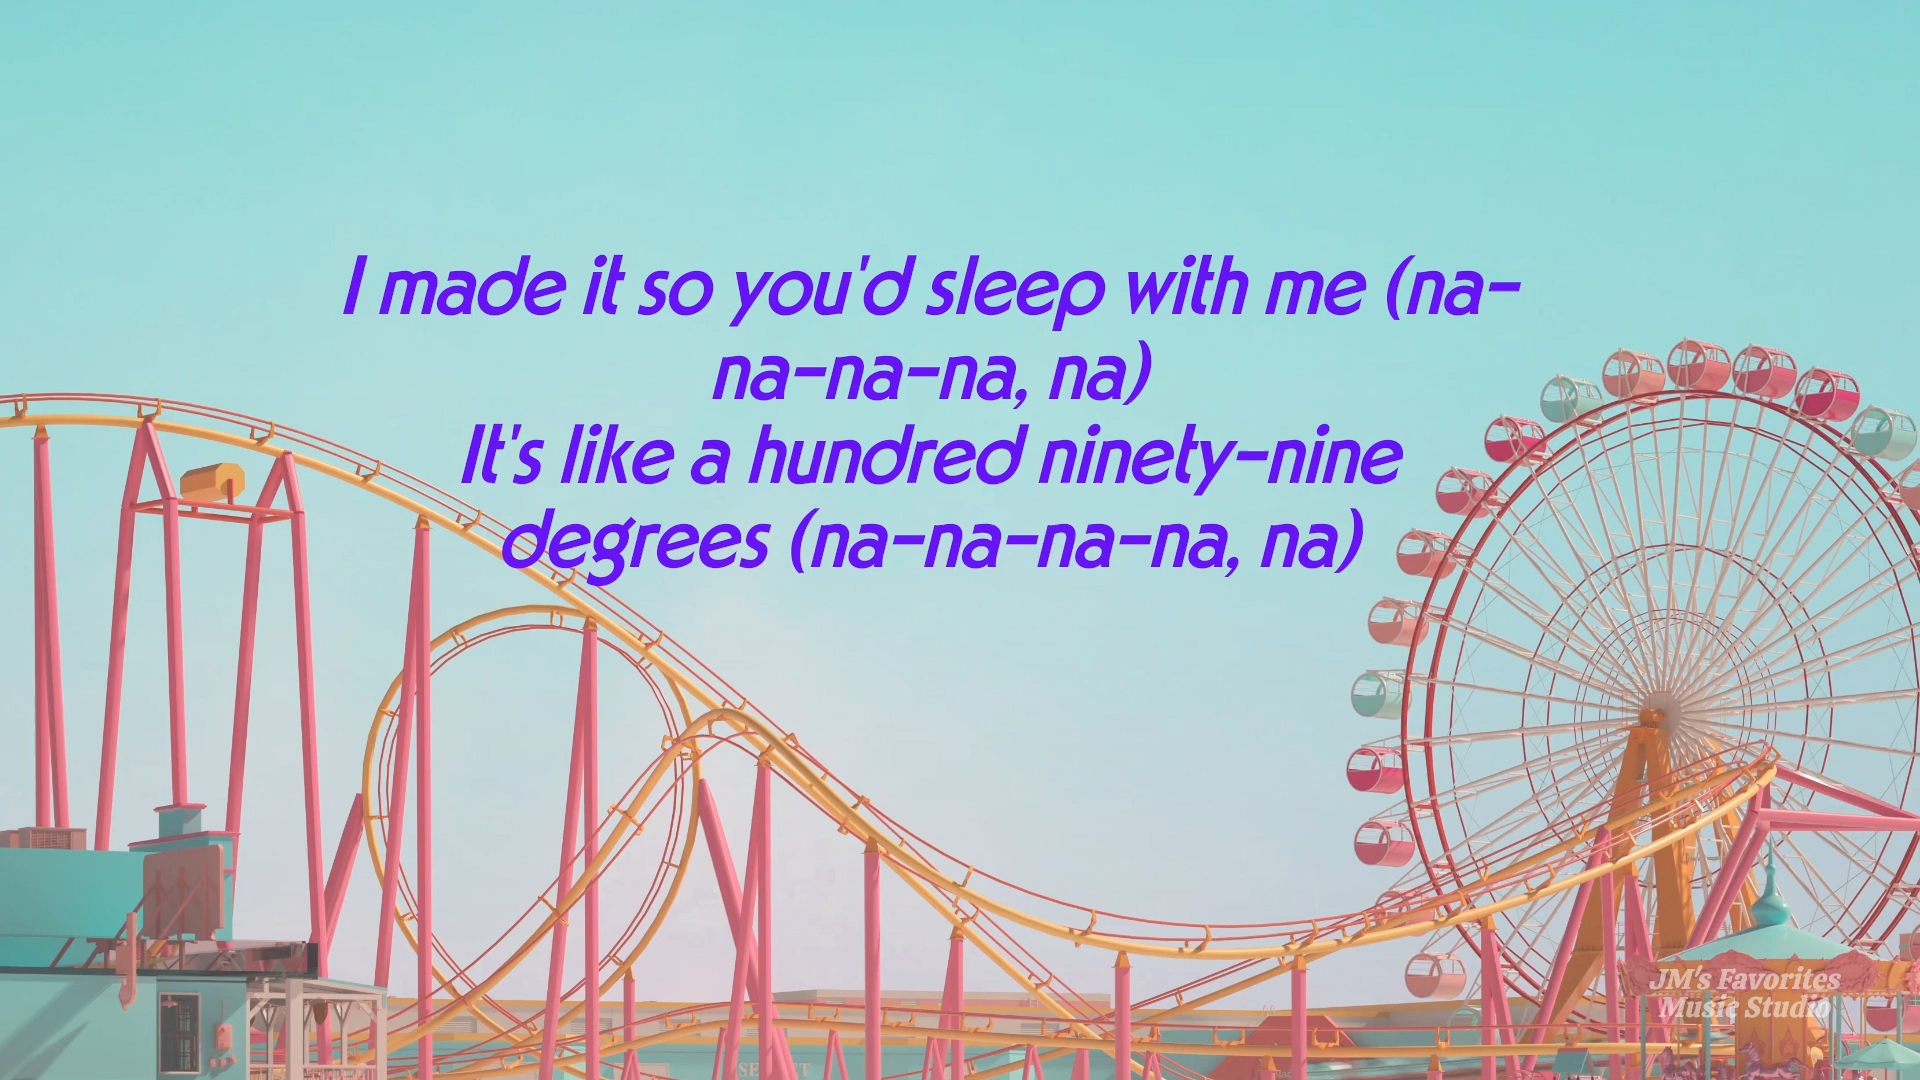 I made it so you'd sleep with me (na-
na-na-na, na)
It's like a hundred ninety-nine
degrees (na-na-na-na, na)
JM's Favorites
Music Studio